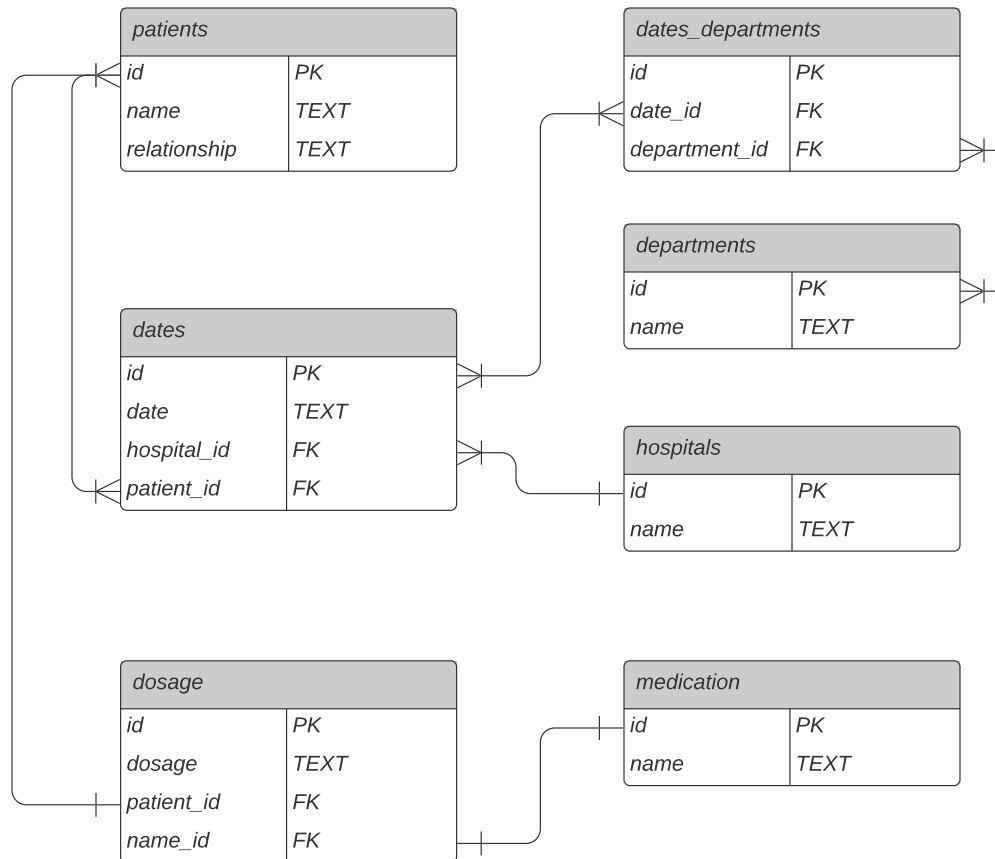 patients
id PK
name TEXT
relationship TEXT
dates_departments
id PK
date_id FK
department_id FK
departments
id PK
name TEXT
dates
id PK
date TEXT
hospital_id FK
patient_id FK
hospitals
id PK
name TEXT
dosage
id PK
dosage TEXT
patient_id FK
name_id FK
medication
id PK
name TEXT